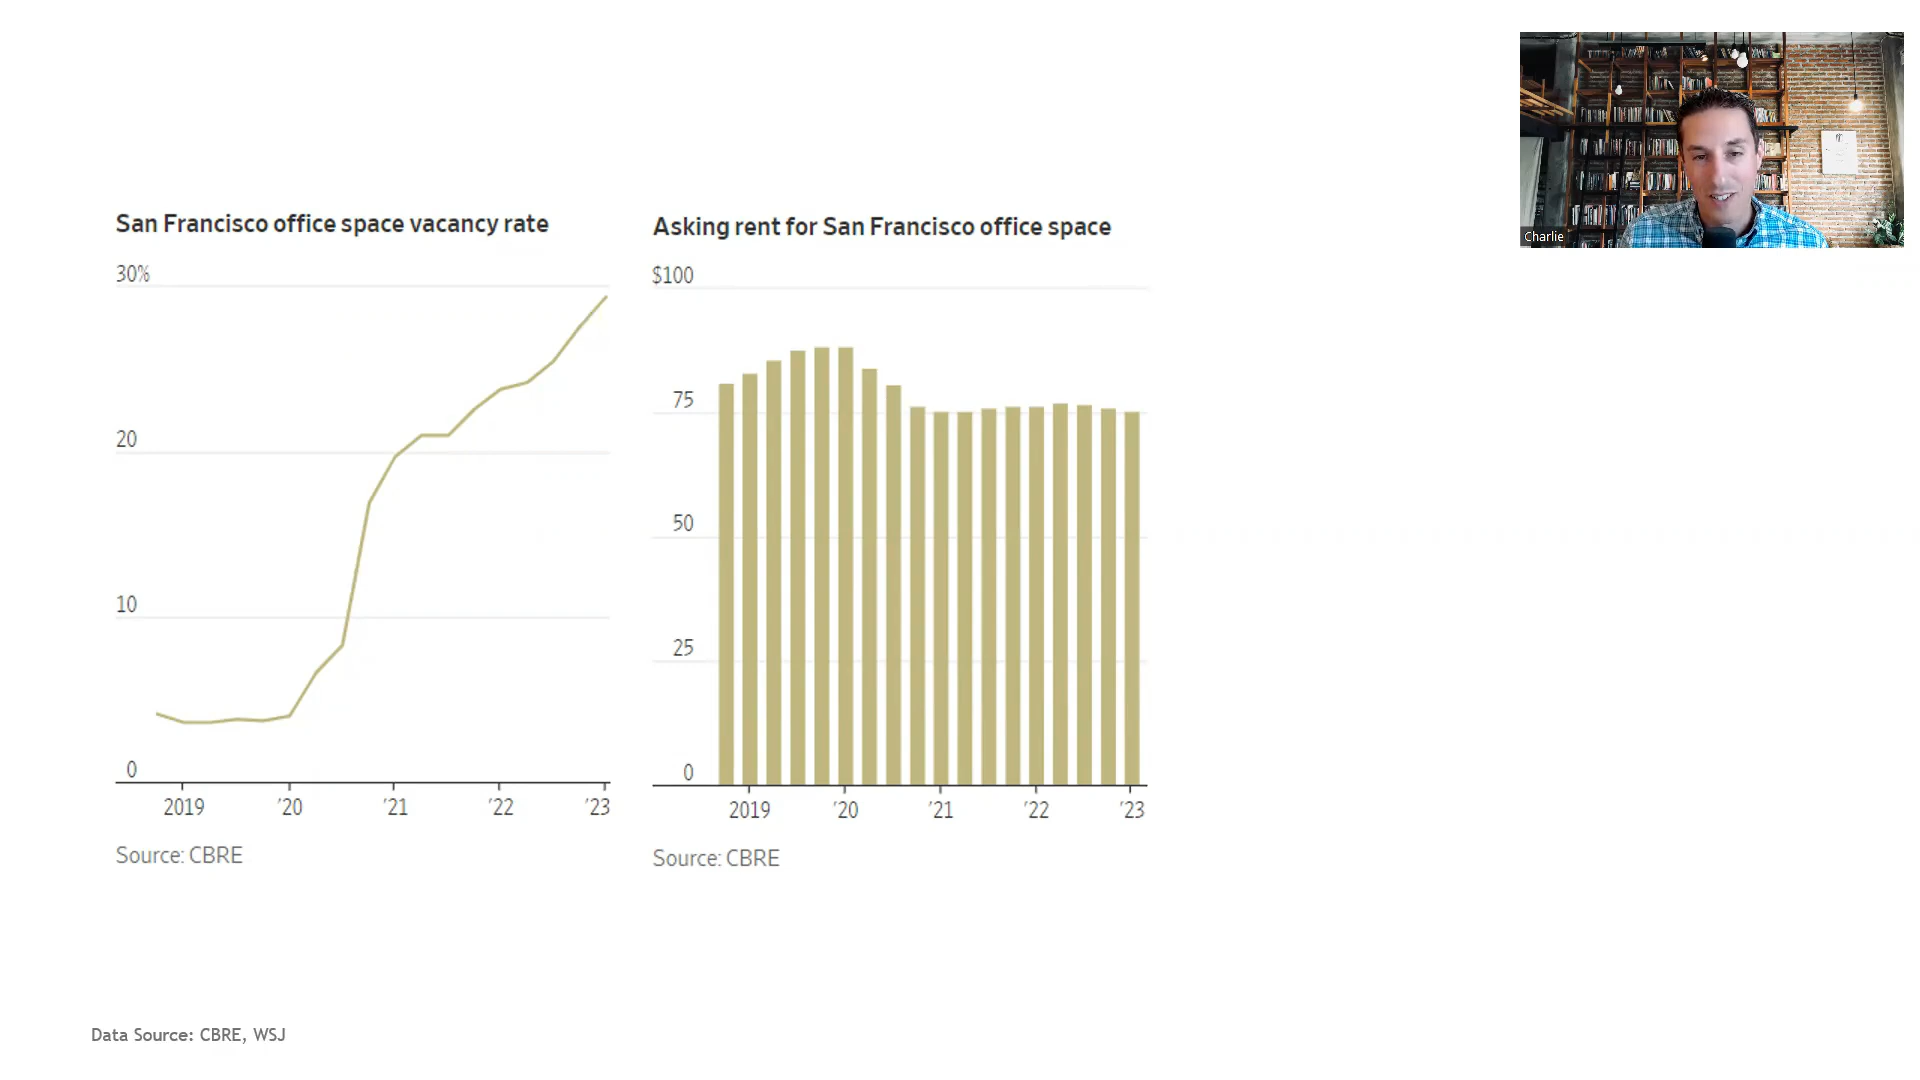 San Francisco office space vacancy rate
30%
20
10
0
2019 '20 '21 '22 '23
Source: CBRE
Asking rent for San Francisco office space
$100
75
50
25
0
2019 '20 '21 '22 '23
Source: CBRE
Charlie
Data Source: CBRE, WSJ